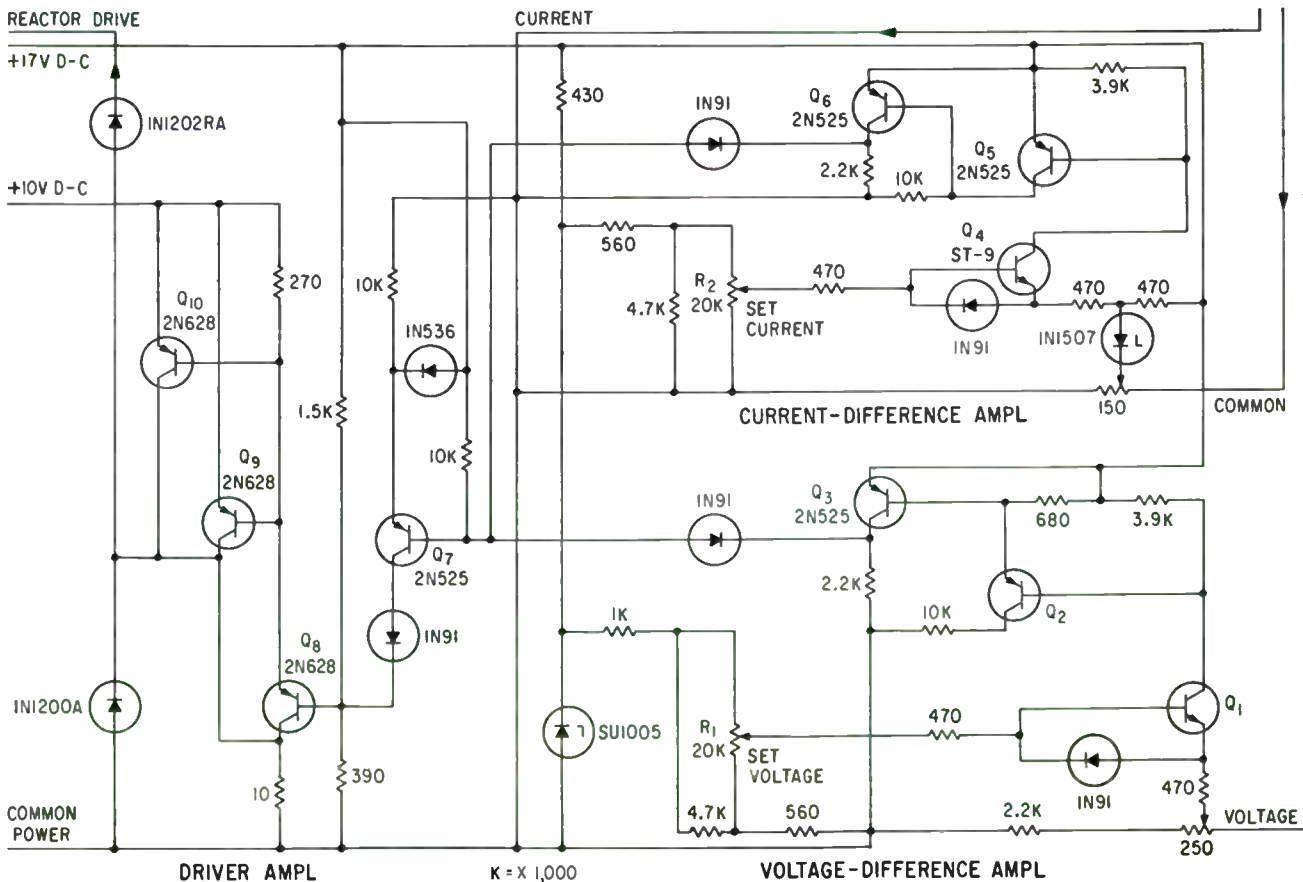 REACTOR DRIVE
CURRENT
+17V D-C
IN1202RA
430
IN91
Q6
2N525
3.9K
Q5
2N525
2.2K
10K
+10V D-C
560
Q4
ST-9
270
10K
R2
20K
470
470
470
Q10
2N628
4.7K
SET
CURRENT
IN536
IN91
IN1507
L
1.5K
150
COMMON
CURRENT-DIFFERENCE AMPL
10K
Q9
2N628
IN91
Q3
2N525
680
3.9K
Q7
2N525
2.2K
1K
10K
Q2
IN91
Q8
2N628
IN1200A
SU1005
R1
20K
470
Q1
SET
VOLTAGE
390
10
IN91
470
COMMON
POWER
4.7K
560
2.2K
VOLTAGE
250
DRIVER AMPL
K = X 1,000
VOLTAGE-DIFFERENCE AMPL